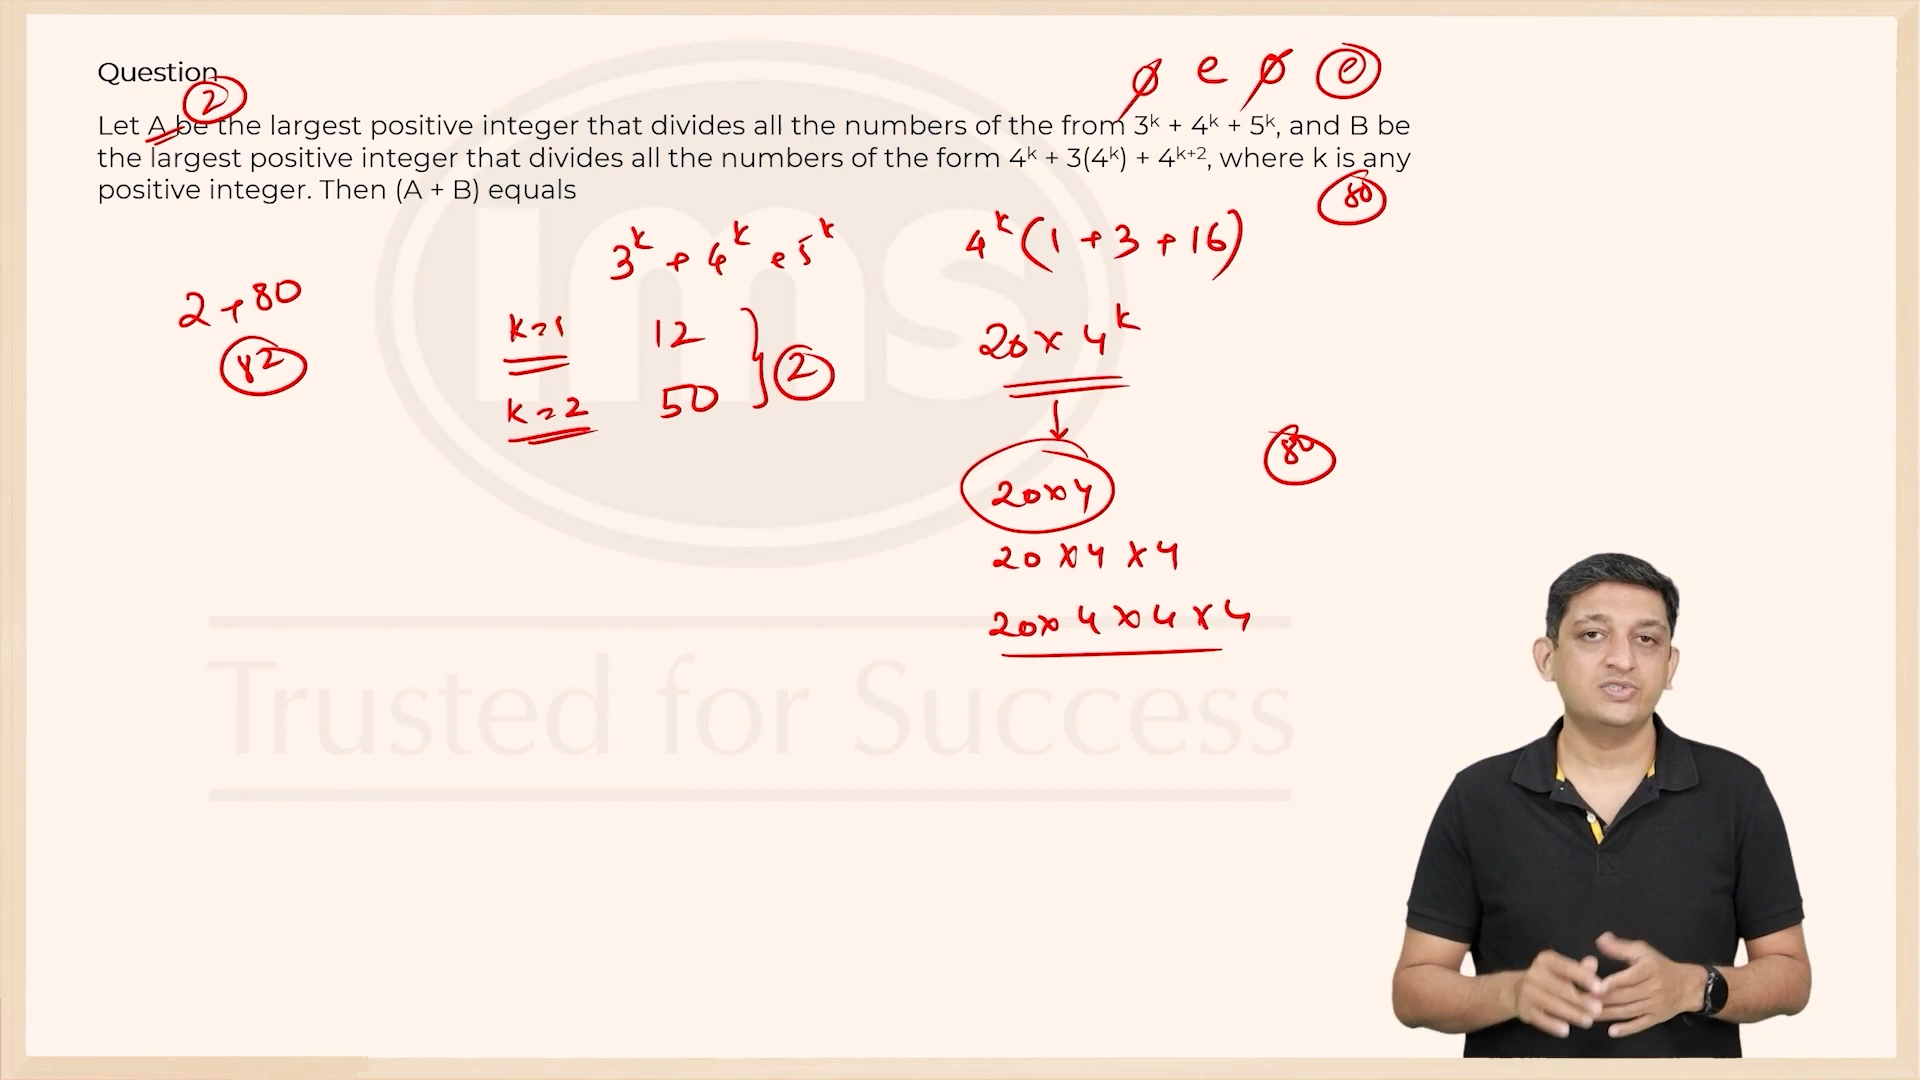 Question
2
ø e ø e
Let A be the largest positive integer that divides all the numbers of the from 3ᵏ + 4ᵏ + 5ᵏ, and B be
the largest positive integer that divides all the numbers of the form 4ᵏ + 3(4ᵏ) + 4ᵏ⁺², where k is any
positive integer. Then (A + B) equals
80
3ᵏ + 4ᵏ + 5ᵏ
4ᵏ (1 + 3 + 16)
2 + 80
82
k=1 12
k=2 50
2
20 x 4ᵏ
20x4
80
20 x 4 x 4
20x 4 x 4 x 4
ims
Trusted for Success